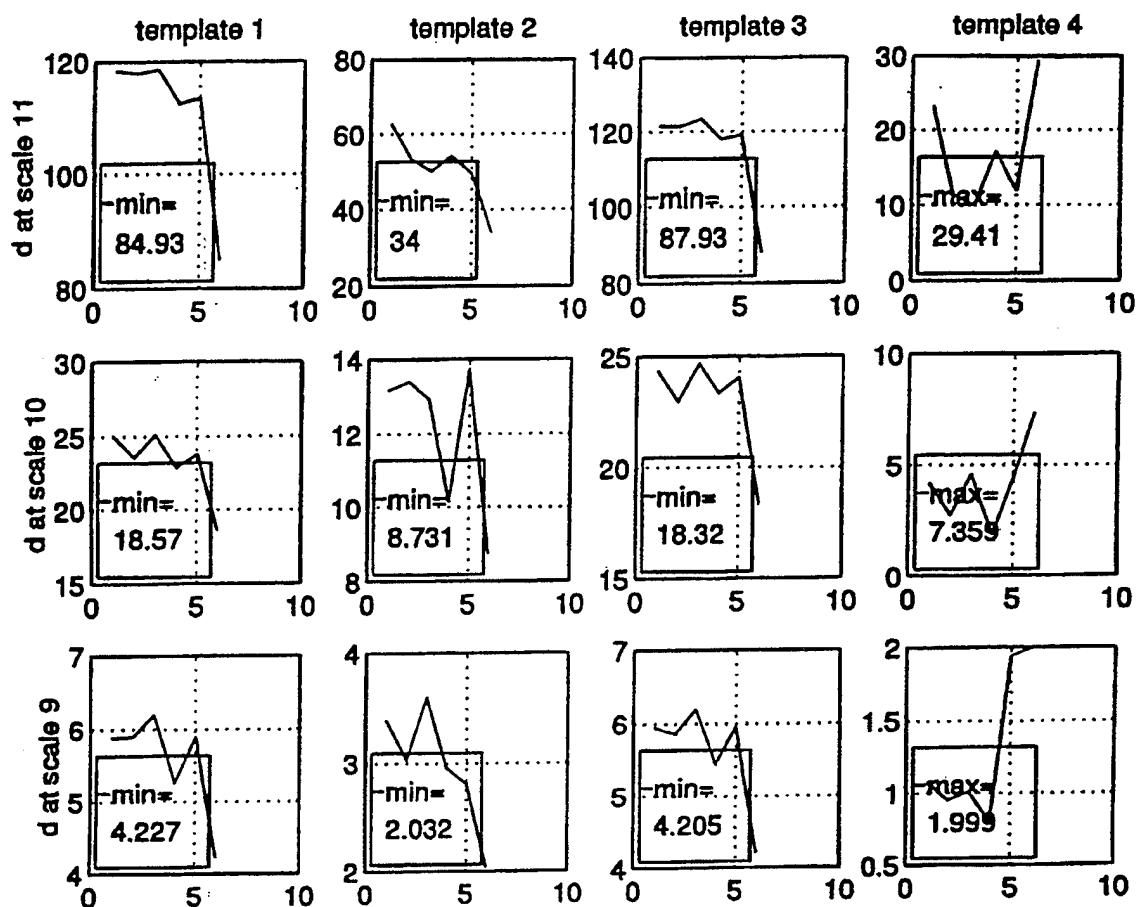 template 1 template 2 template 3 template 4
d at scale 11
120
100
80
min=
84.93
0 5 10
80
60
40
20
min=
34
0 5 10
140
120
100
80
min=
87.93
0 5 10
30
20
10
0
max=
29.41
0 5 10
d at scale 10
30
25
20
15
min=
18.57
0 5 10
14
12
10
8
min=
8.731
0 5 10
25
20
15
min=
18.32
0 5 10
10
5
0
max=
7.359
0 5 10
d at scale 9
7
6
5
4
min=
4.227
0 5 10
4
3
2
min=
2.032
0 5 10
7
6
5
4
min=
4.205
0 5 10
2
1.5
1
0.5
max=
1.999
0 5 10